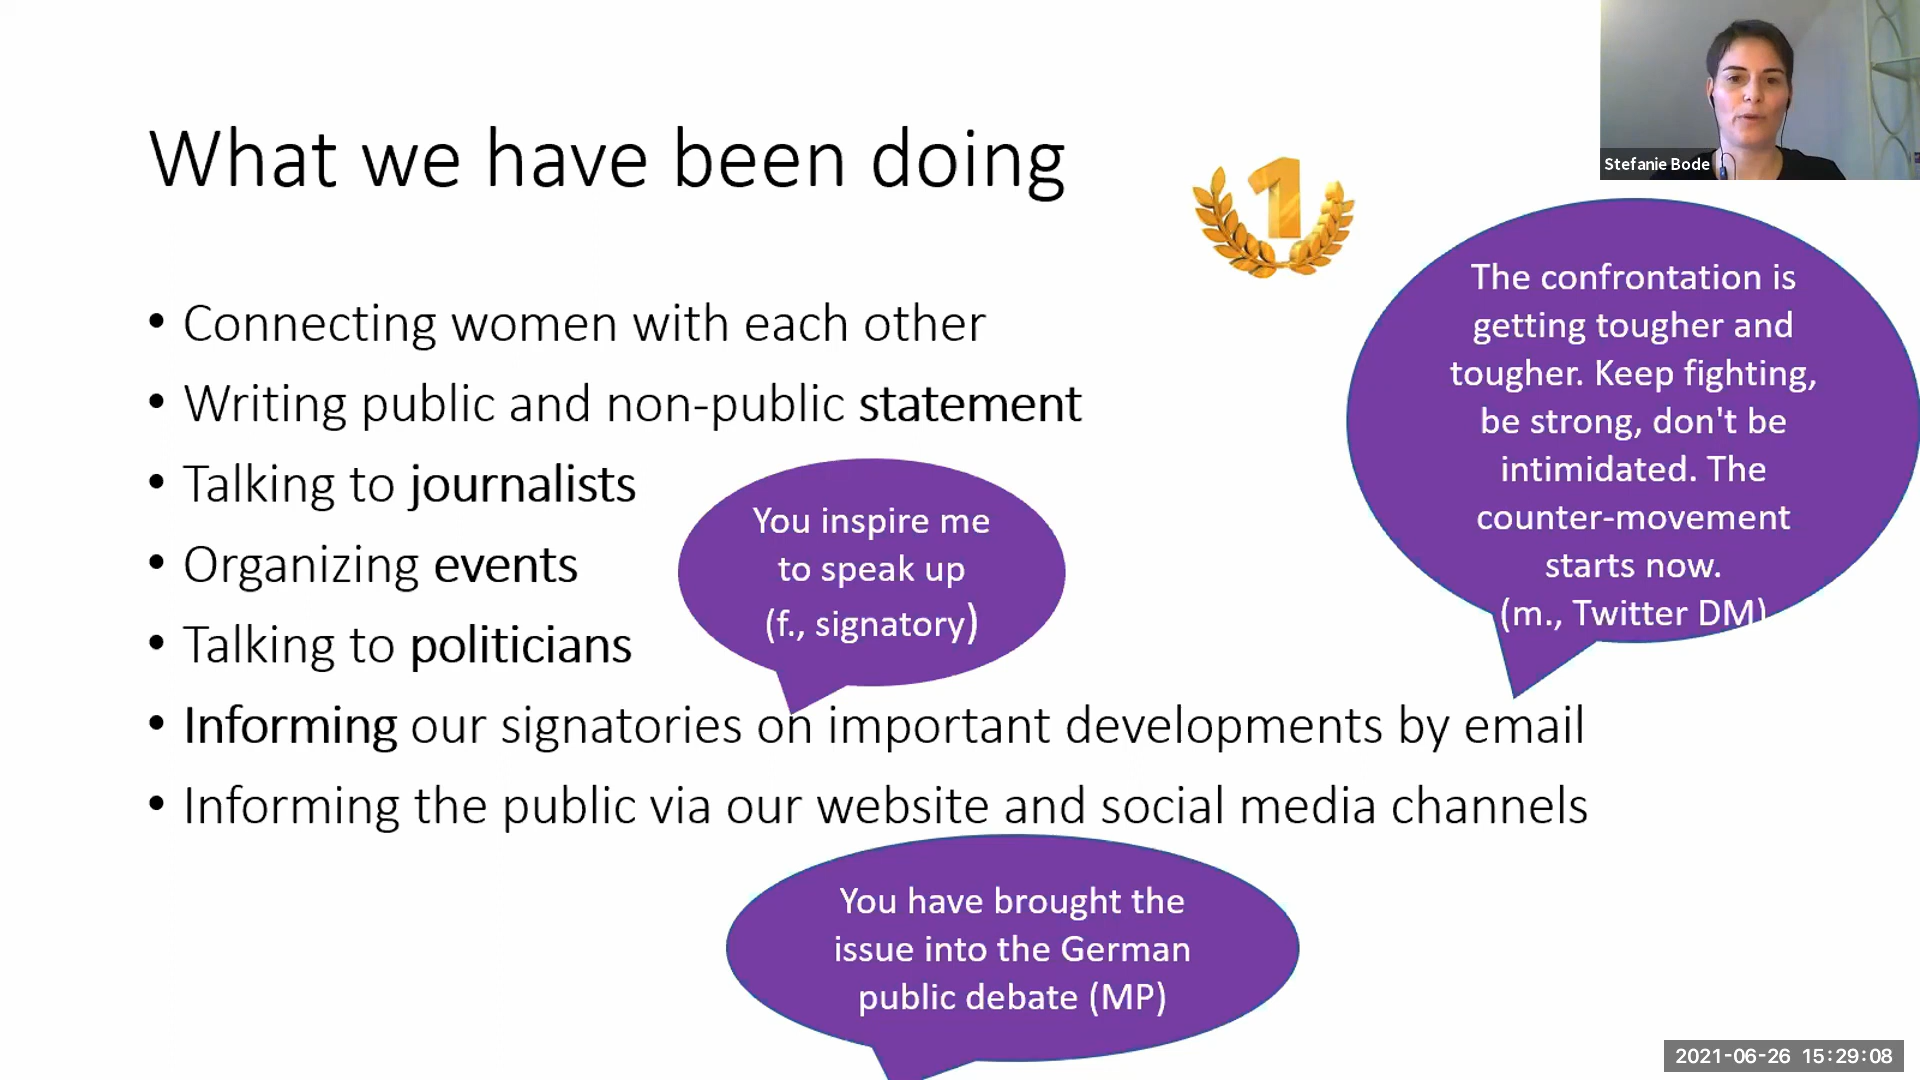 Stefanie Bode
What we have been doing
1
• Connecting women with each other
• Writing public and non-public statement
• Talking to journalists
• Organizing events
• Talking to politicians
• Informing our signatories on important developments by email
• Informing the public via our website and social media channels
You inspire me
to speak up
(f., signatory)
The confrontation is
getting tougher and
tougher. Keep fighting,
be strong, don't be
intimidated. The
counter-movement
starts now.
(m., Twitter DM)
You have brought the
issue into the German
public debate (MP)
2021-06-26 15:29:08